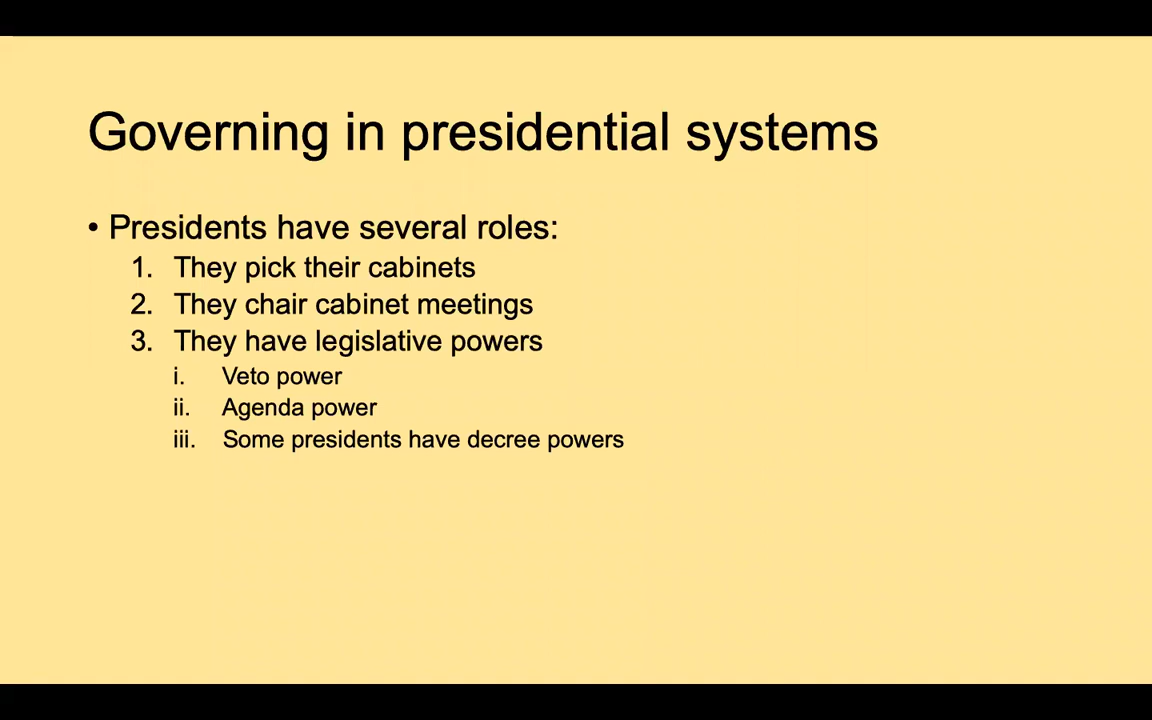 Governing in presidential systems
• Presidents have several roles:
1. They pick their cabinets
2. They chair cabinet meetings
3. They have legislative powers
i. Veto power
ii. Agenda power
iii. Some presidents have decree powers